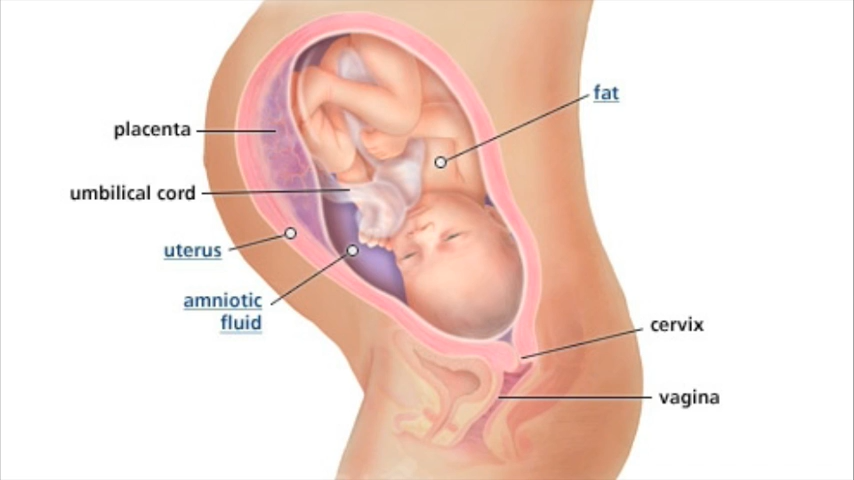 fat
placenta
umbilical cord
uterus
amniotic
fluid
cervix
vagina